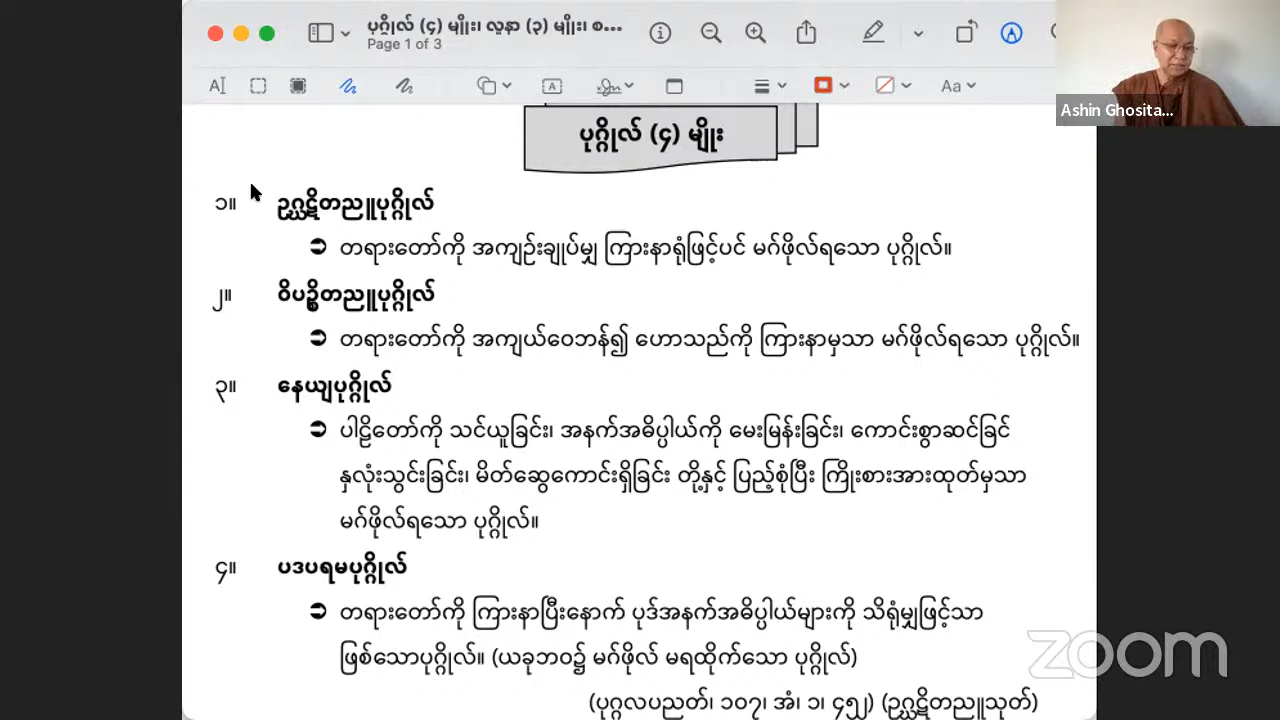 ပုဂ္ဂိုလ် (၄) မျိုး၊ လူနာ (၃) မျိုး၊ စ...
Page 1 of 3
Aa
Ashin Ghosita...
ပုဂ္ဂိုလ် (၄) မျိုး
၁။ ဥဂ္ဃဋိတညူပုဂ္ဂိုလ်
တရားတော်ကို အကျဉ်းချုပ်မျှ ကြားနာရုံဖြင့်ပင် မဂ်ဖိုလ်ရသော ပုဂ္ဂိုလ်။
၂။ ဝိပဉ္စိတညူပုဂ္ဂိုလ်
တရားတော်ကို အကျယ်ဝေဘန်၍ ဟောသည်ကို ကြားနာမှသာ မဂ်ဖိုလ်ရသော ပုဂ္ဂိုလ်။
၃။ နေယျပုဂ္ဂိုလ်
ပါဠိတော်ကို သင်ယူခြင်း၊ အနက်အဓိပ္ပါယ်ကို မေးမြန်းခြင်း၊ ကောင်းစွာဆင်ခြင်
နှလုံးသွင်းခြင်း၊ မိတ်ဆွေကောင်းရှိခြင်း တို့နှင့် ပြည့်စုံပြီး ကြိုးစားအားထုတ်မှသာ
မဂ်ဖိုလ်ရသော ပုဂ္ဂိုလ်။
၄။ ပဒပရမပုဂ္ဂိုလ်
တရားတော်ကို ကြားနာပြီးနောက် ပုဒ်အနက်အဓိပ္ပါယ်များကို သိရုံမျှဖြင့်သာ
ဖြစ်သောပုဂ္ဂိုလ်။ (ယခုဘဝ၌ မဂ်ဖိုလ် မရထိုက်သော ပုဂ္ဂိုလ်)
(ပုဂ္ဂလပညတ်၊ ၁၀၇၊ အံ၊ ၁၊ ၄၅၂) (ဥဂ္ဃဋိတညူသုတ်)
zoom